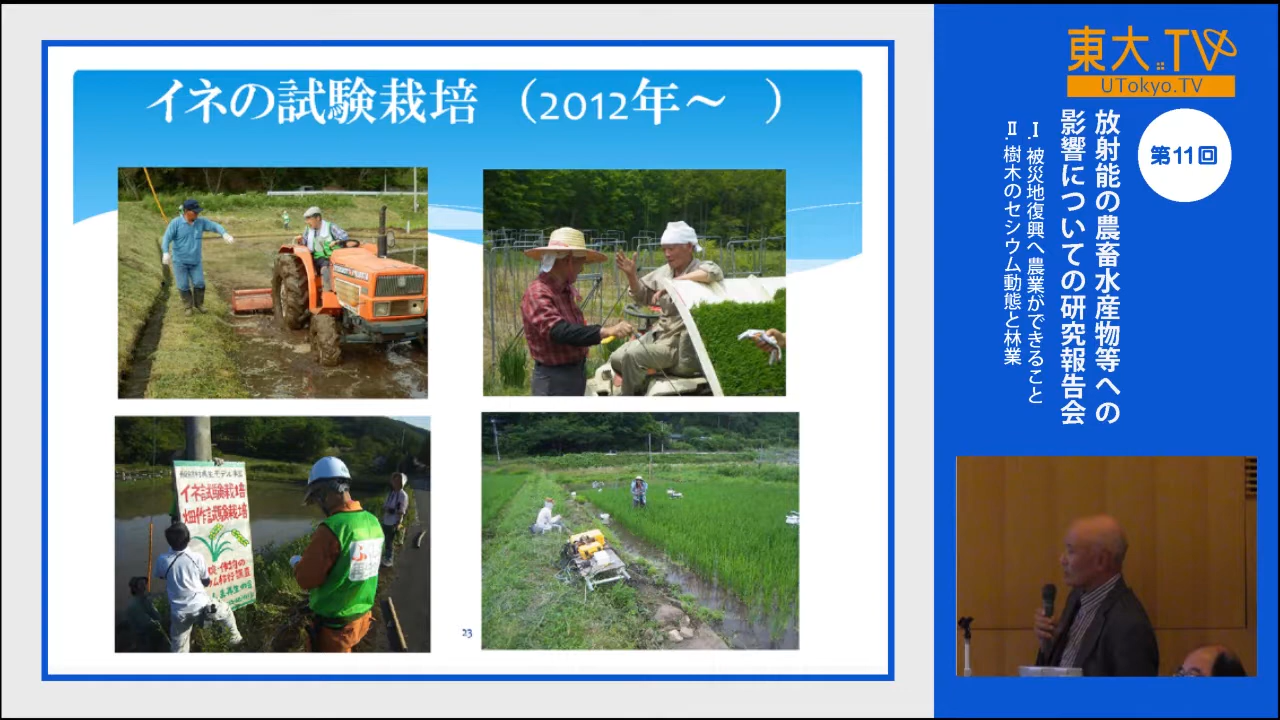 イネの試験栽培 （2012年～ ）
イネ試験栽培
畑作試験栽培
23
東大.TV
UTokyo.TV
第11回
放射能の農畜水産物等への
影響についての研究報告会
Ⅰ. 被災地復興へ農業ができること
Ⅱ. 樹木のセシウム動態と林業